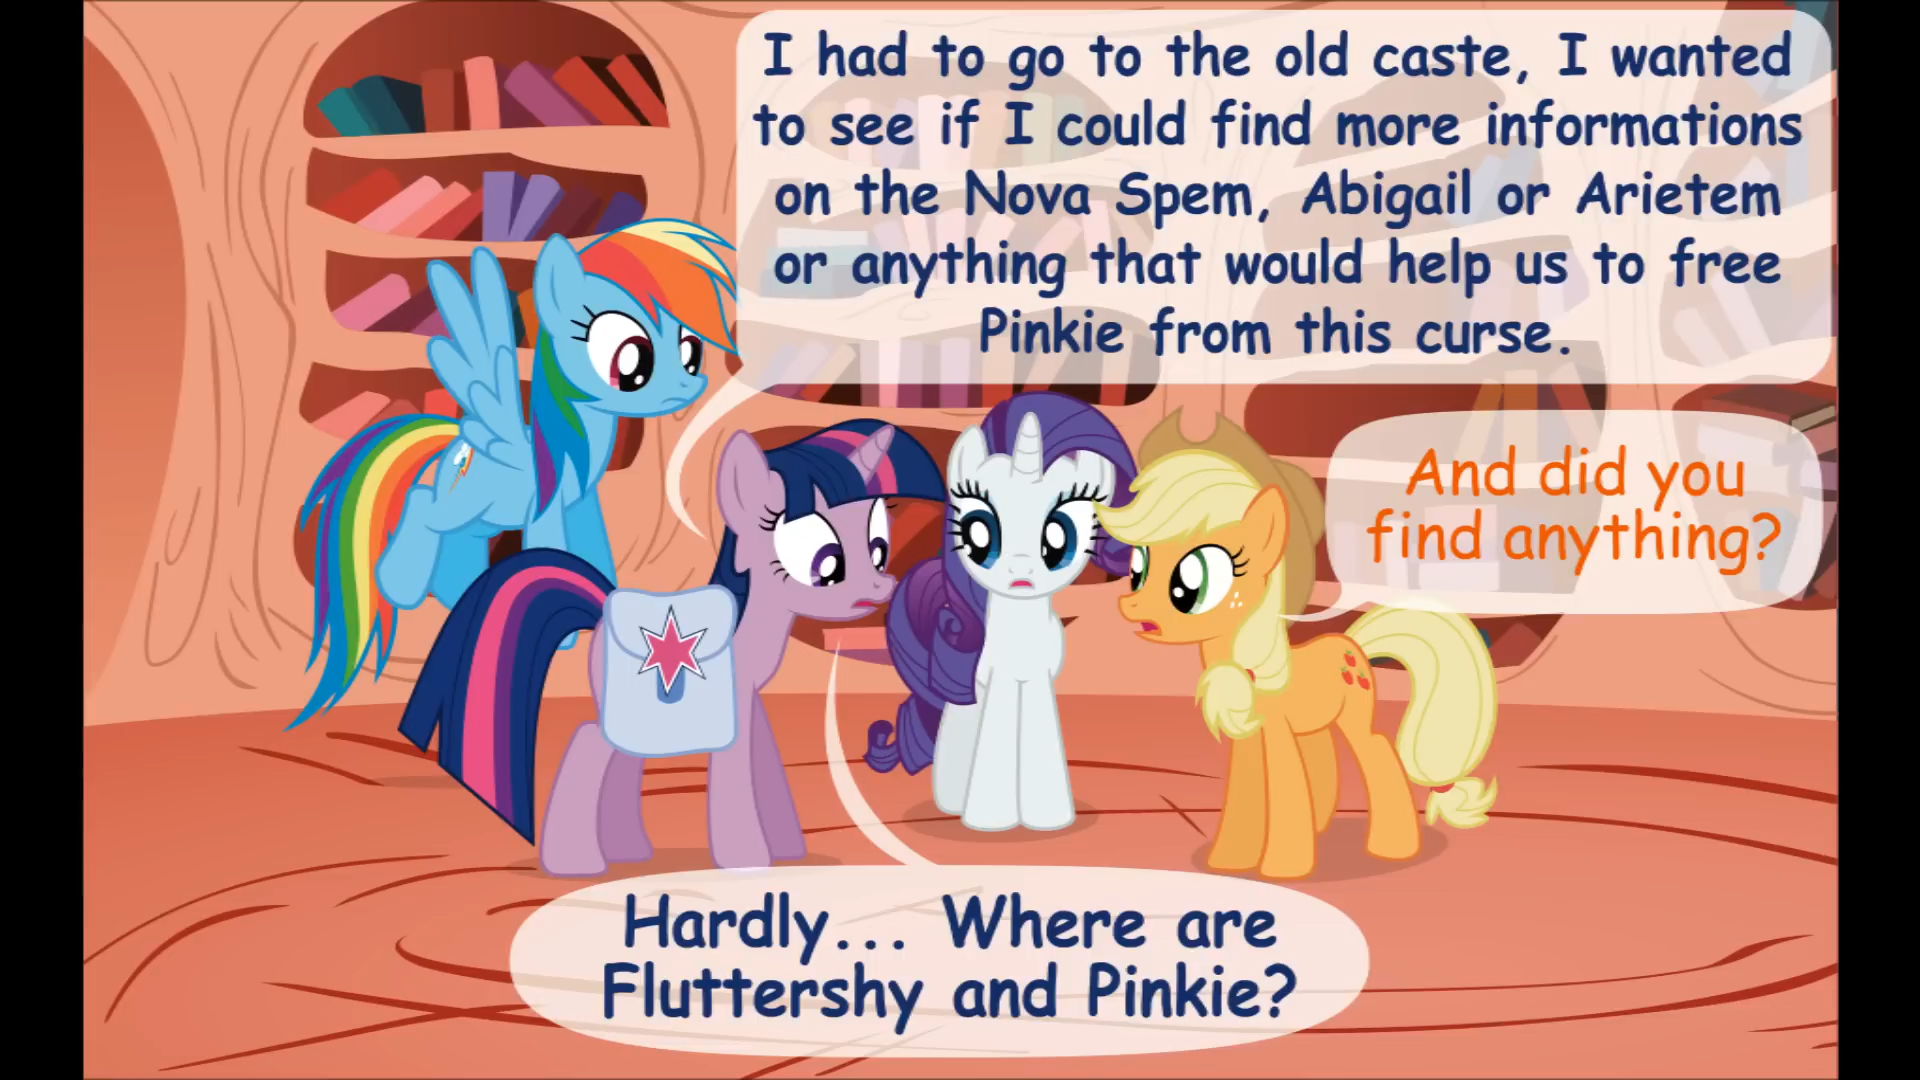 I had to go to the old caste, I wanted
to see if I could find more informations
on the Nova Spem, Abigail or Arietem
or anything that would help us to free
Pinkie from this curse.
And did you
find anything?
Hardly... Where are
Fluttershy and Pinkie?